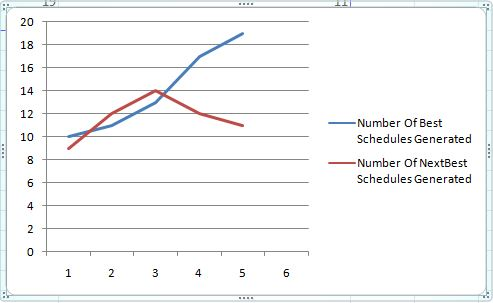 20
18
16
14
12
10
8
6
4
2
0
1 2 3 4 5 6
Number Of Best
Schedules Generated
Number Of NextBest
Schedules Generated